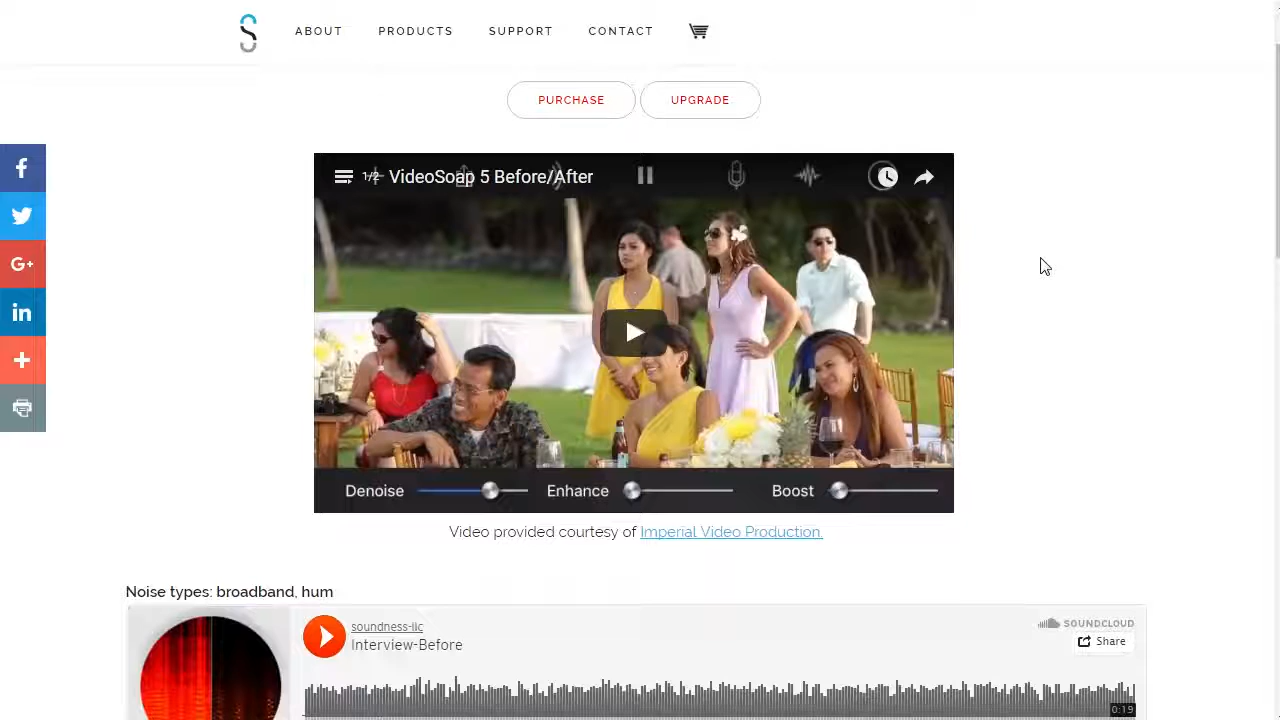 ABOUT PRODUCTS SUPPORT CONTACT
PURCHASE UPGRADE
1/2 VideoSoap 5 Before/After
Denoise Enhance Boost
Video provided courtesy of Imperial Video Production.
Noise types: broadband, hum
soundness-llc
SOUNDCLOUD
Interview-Before
Share
0:19